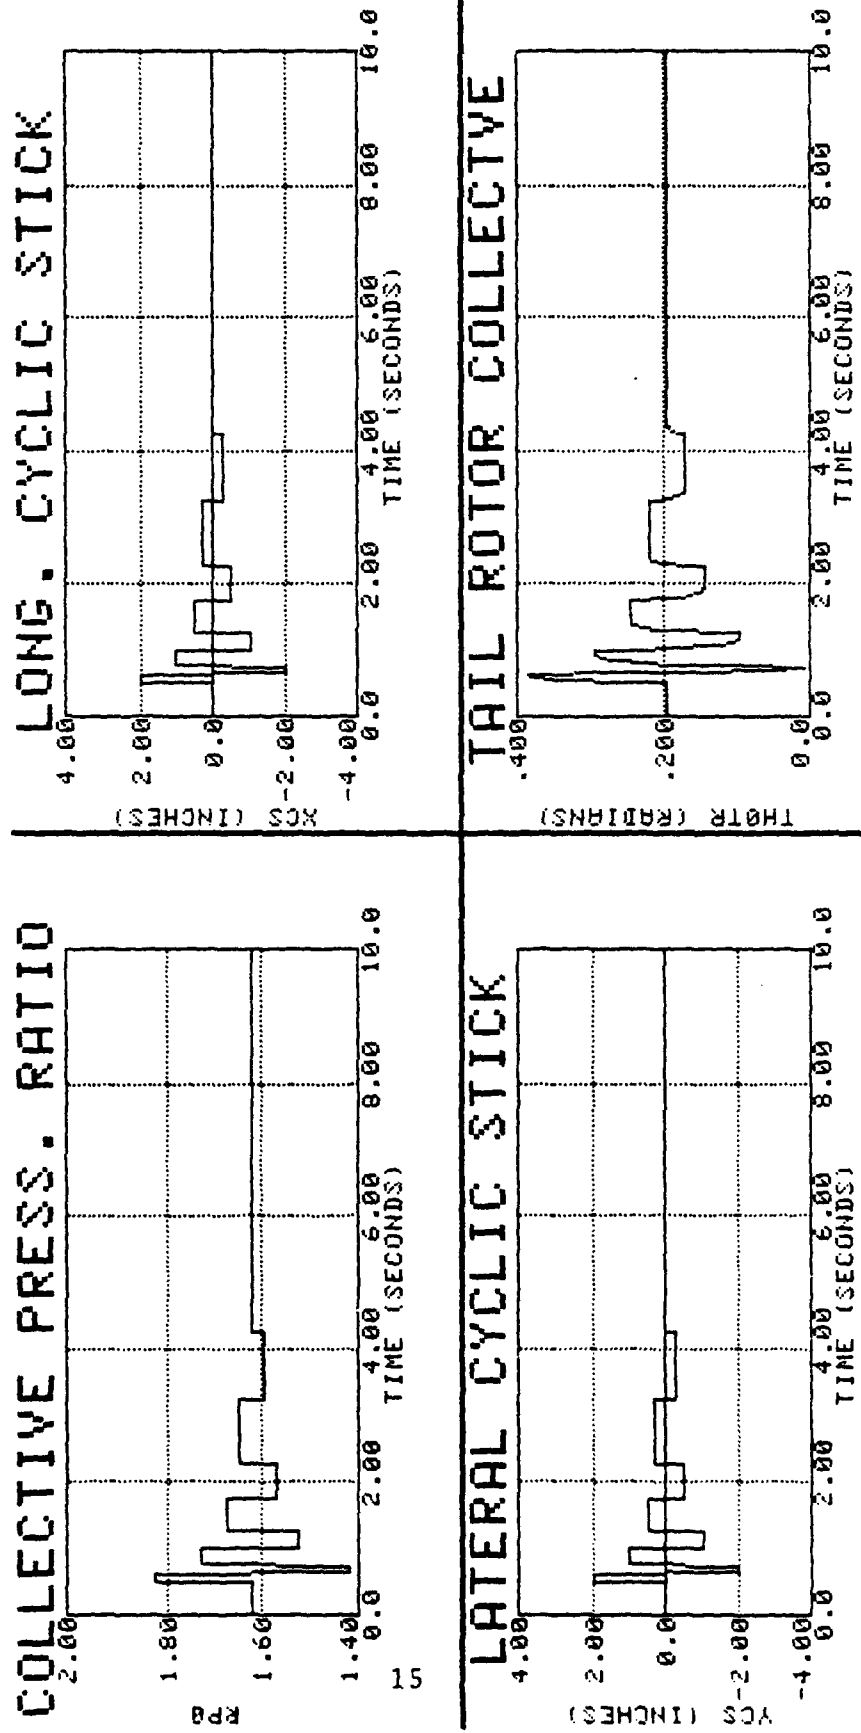 COLLECTIVE PRESS. RATIO
2.00
1.80
1.60
1.40
RP0
0.0 2.00 4.00 6.00 8.00 10.0
TIME (SECONDS)
LONG. CYCLIC STICK
4.00
2.00
0.0
-2.00
-4.00
XCS (INCHES)
0.0 2.00 4.00 6.00 8.00 10.0
TIME (SECONDS)
LATERAL CYCLIC STICK
4.00
2.00
0.0
-2.00
-4.00
YCS (INCHES)
0.0 2.00 4.00 6.00 8.00 10.0
TIME (SECONDS)
TAIL ROTOR COLLECTVE
.400
.200
0.0
TH0TR (RADIANS)
0.0 2.00 4.00 6.00 8.00 10.0
TIME (SECONDS)
15